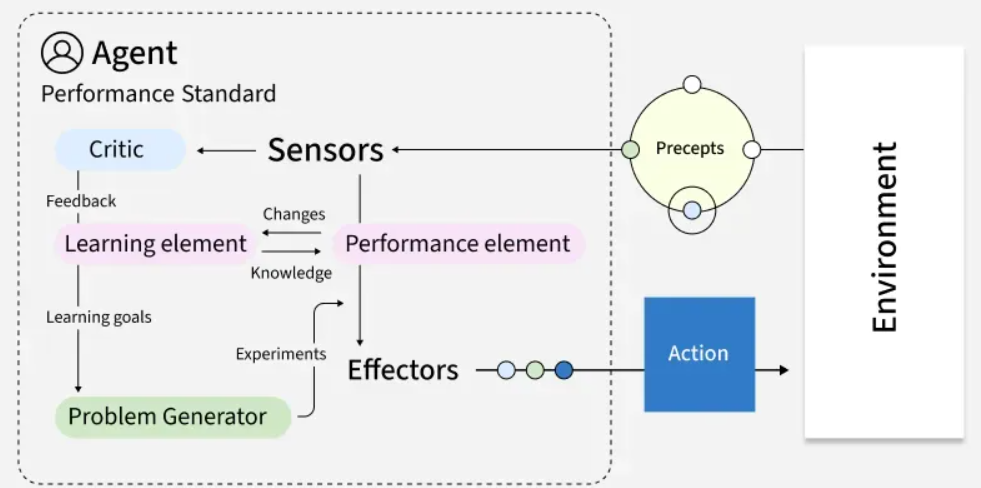 Agent
Performance Standard
Critic
Sensors
Precepts
Environment
Feedback
Changes
Learning element
Performance element
Knowledge
Learning goals
Experiments
Effectors
Action
Problem Generator